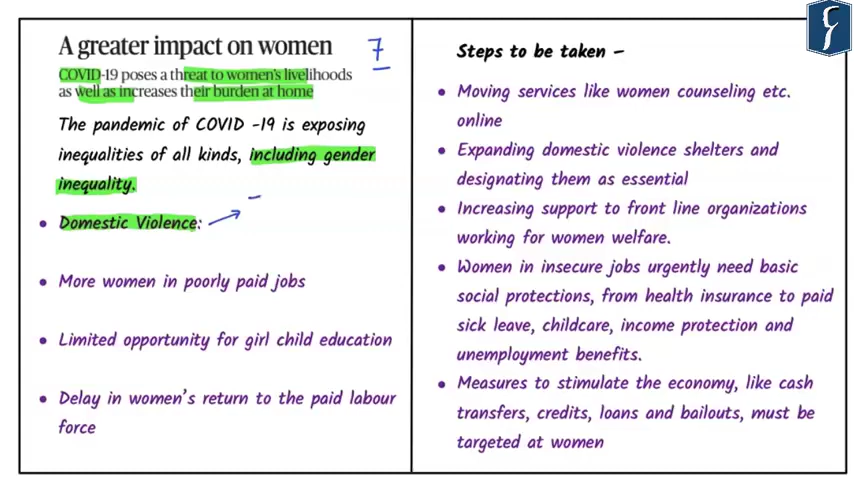 A greater impact on women 7
COVID-19 poses a threat to women's livelihoods
as well as increases their burden at home
The pandemic of COVID -19 is exposing
inequalities of all kinds, including gender
inequality.
• Domestic Violence:
• More women in poorly paid jobs
• Limited opportunity for girl child education
• Delay in women's return to the paid labour
force
Steps to be taken –
• Moving services like women counseling etc.
online
• Expanding domestic violence shelters and
designating them as essential
• Increasing support to front line organizations
working for women welfare.
• Women in insecure jobs urgently need basic
social protections, from health insurance to paid
sick leave, childcare, income protection and
unemployment benefits.
• Measures to stimulate the economy, like cash
transfers, credits, loans and bailouts, must be
targeted at women